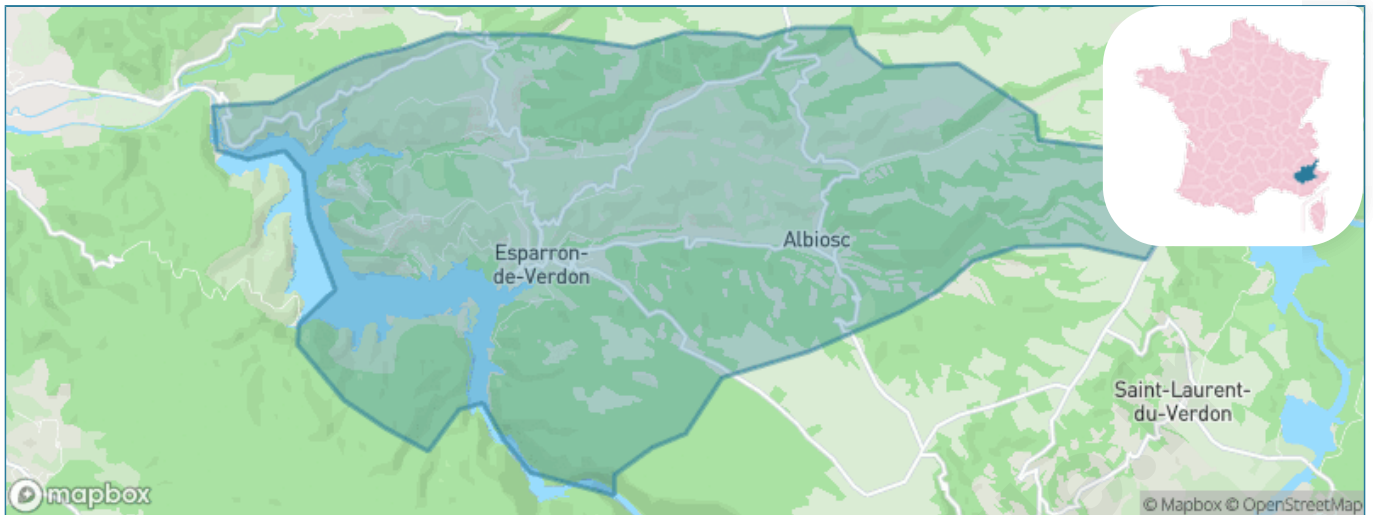 Esparron-
de-Verdon
Albiosc
Saint-Laurent-
du-Verdon
mapbox
© Mapbox © OpenStreetMap